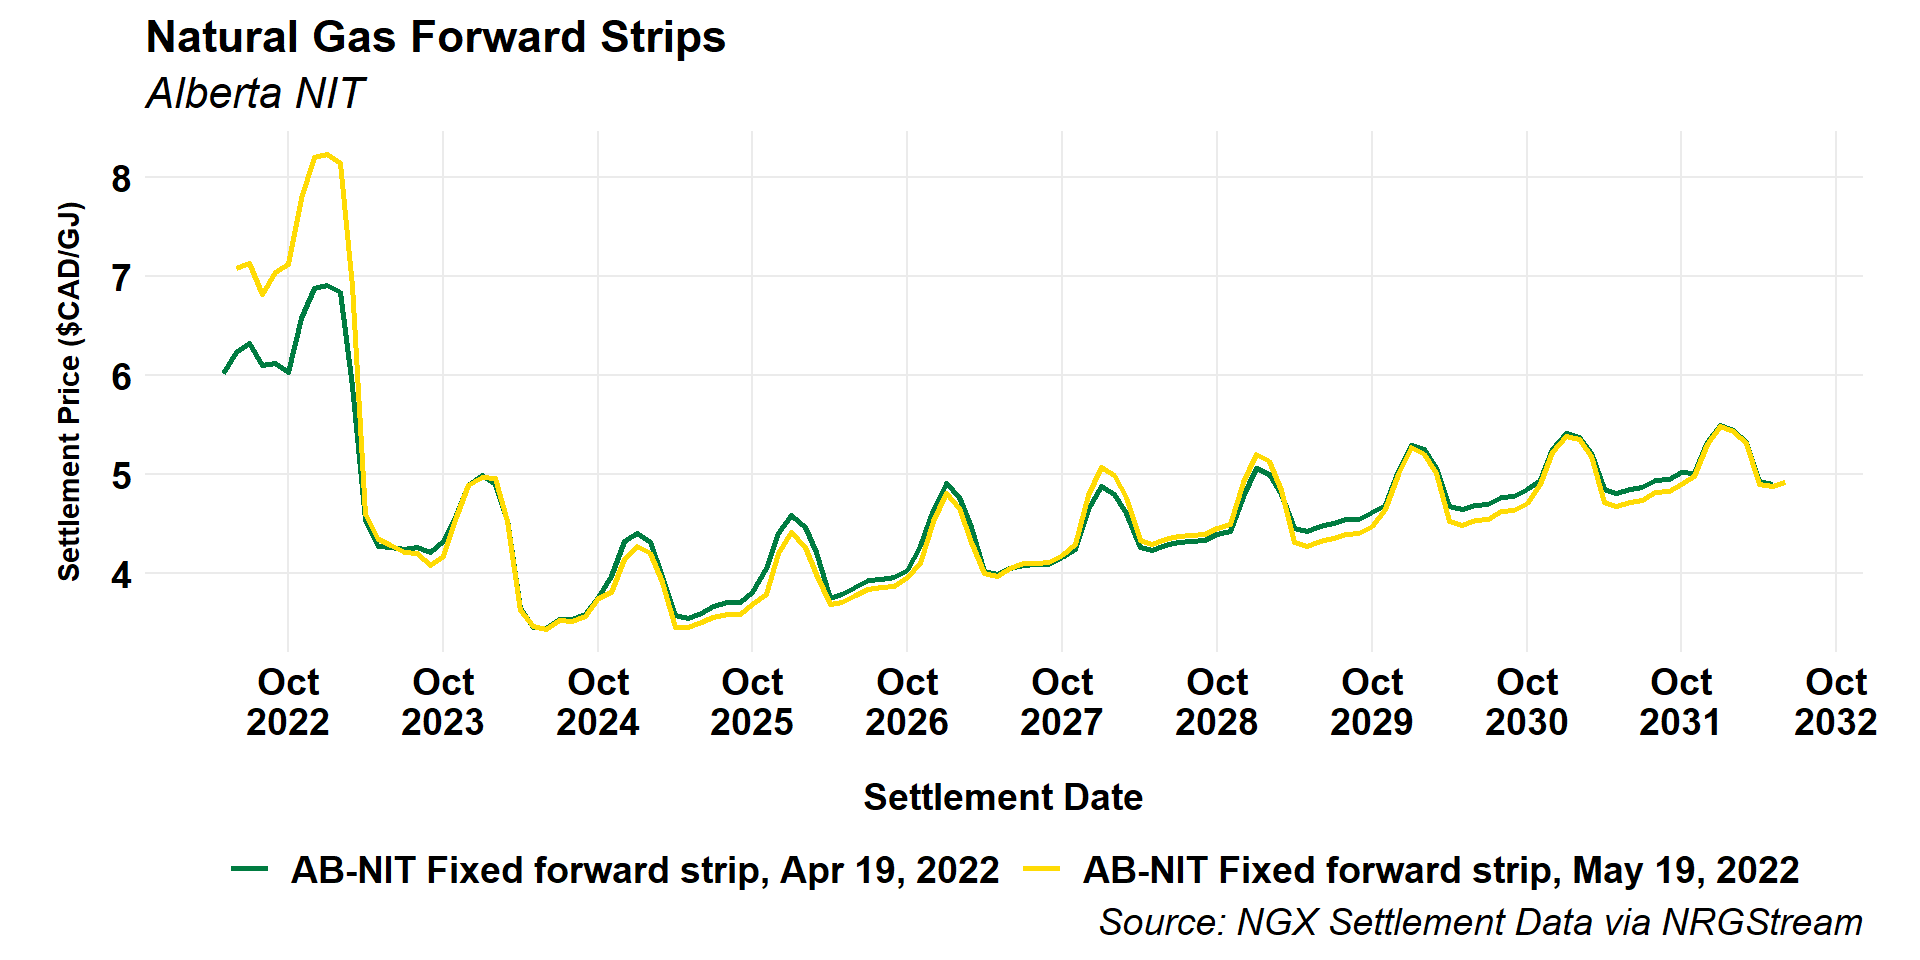 Natural Gas Forward Strips
Alberta NIT
Settlement Price ($CAD/GJ)
8
7
6
5
4
Oct 2022
Oct 2023
Oct 2024
Oct 2025
Oct 2026
Oct 2027
Oct 2028
Oct 2029
Oct 2030
Oct 2031
Oct 2032
Settlement Date
AB-NIT Fixed forward strip, Apr 19, 2022
AB-NIT Fixed forward strip, May 19, 2022
Source: NGX Settlement Data via NRGStream